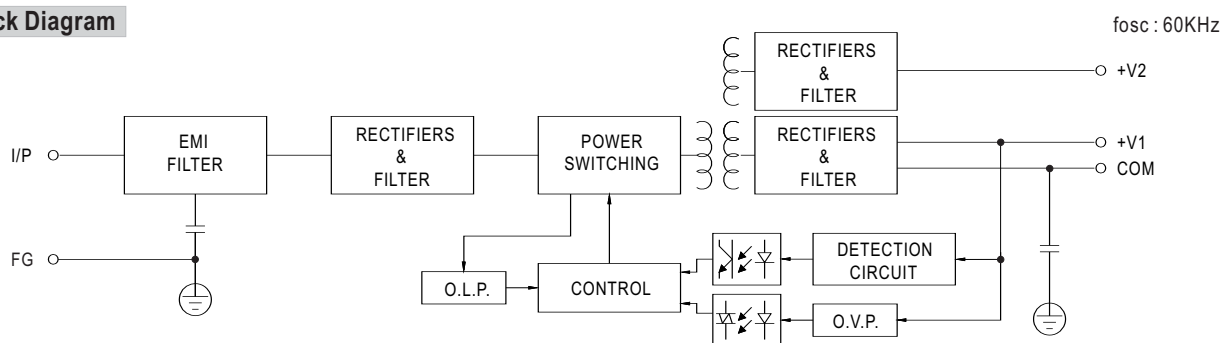 ck Diagram
fosc : 60KHz
RECTIFIERS
&
FILTER
+V2
I/P
EMI
FILTER
RECTIFIERS
&
FILTER
POWER
SWITCHING
RECTIFIERS
&
FILTER
+V1
COM
FG
O.L.P.
CONTROL
DETECTION
CIRCUIT
O.V.P.